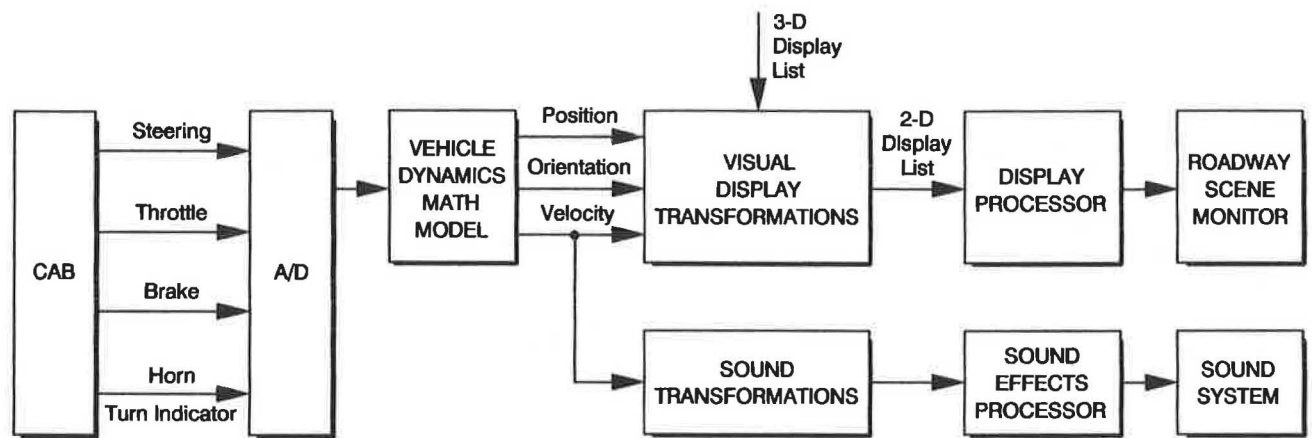 3-D
Display
List
CAB
Steering
Throttle
Brake
Horn
Turn Indicator
A/D
VEHICLE
DYNAMICS
MATH
MODEL
Position
Orientation
Velocity
VISUAL
DISPLAY
TRANSFORMATIONS
2-D
Display
List
DISPLAY
PROCESSOR
ROADWAY
SCENE
MONITOR
SOUND
TRANSFORMATIONS
SOUND
EFFECTS
PROCESSOR
SOUND
SYSTEM